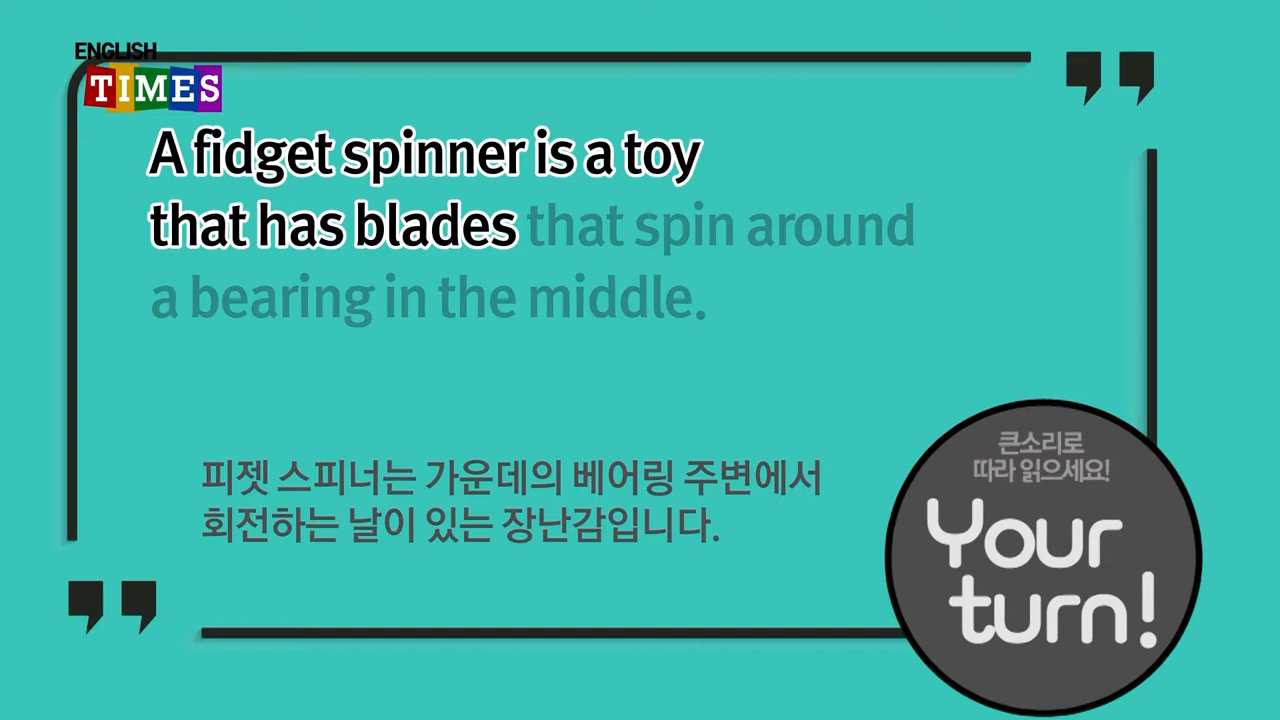 ENGLISH
TIMES
A fidget spinner is a toy
that has blades that spin around
a bearing in the middle.
피젯 스피너는 가운데의 베어링 주변에서
회전하는 날이 있는 장난감입니다.
큰소리로
따라 읽으세요!
Your
turn!